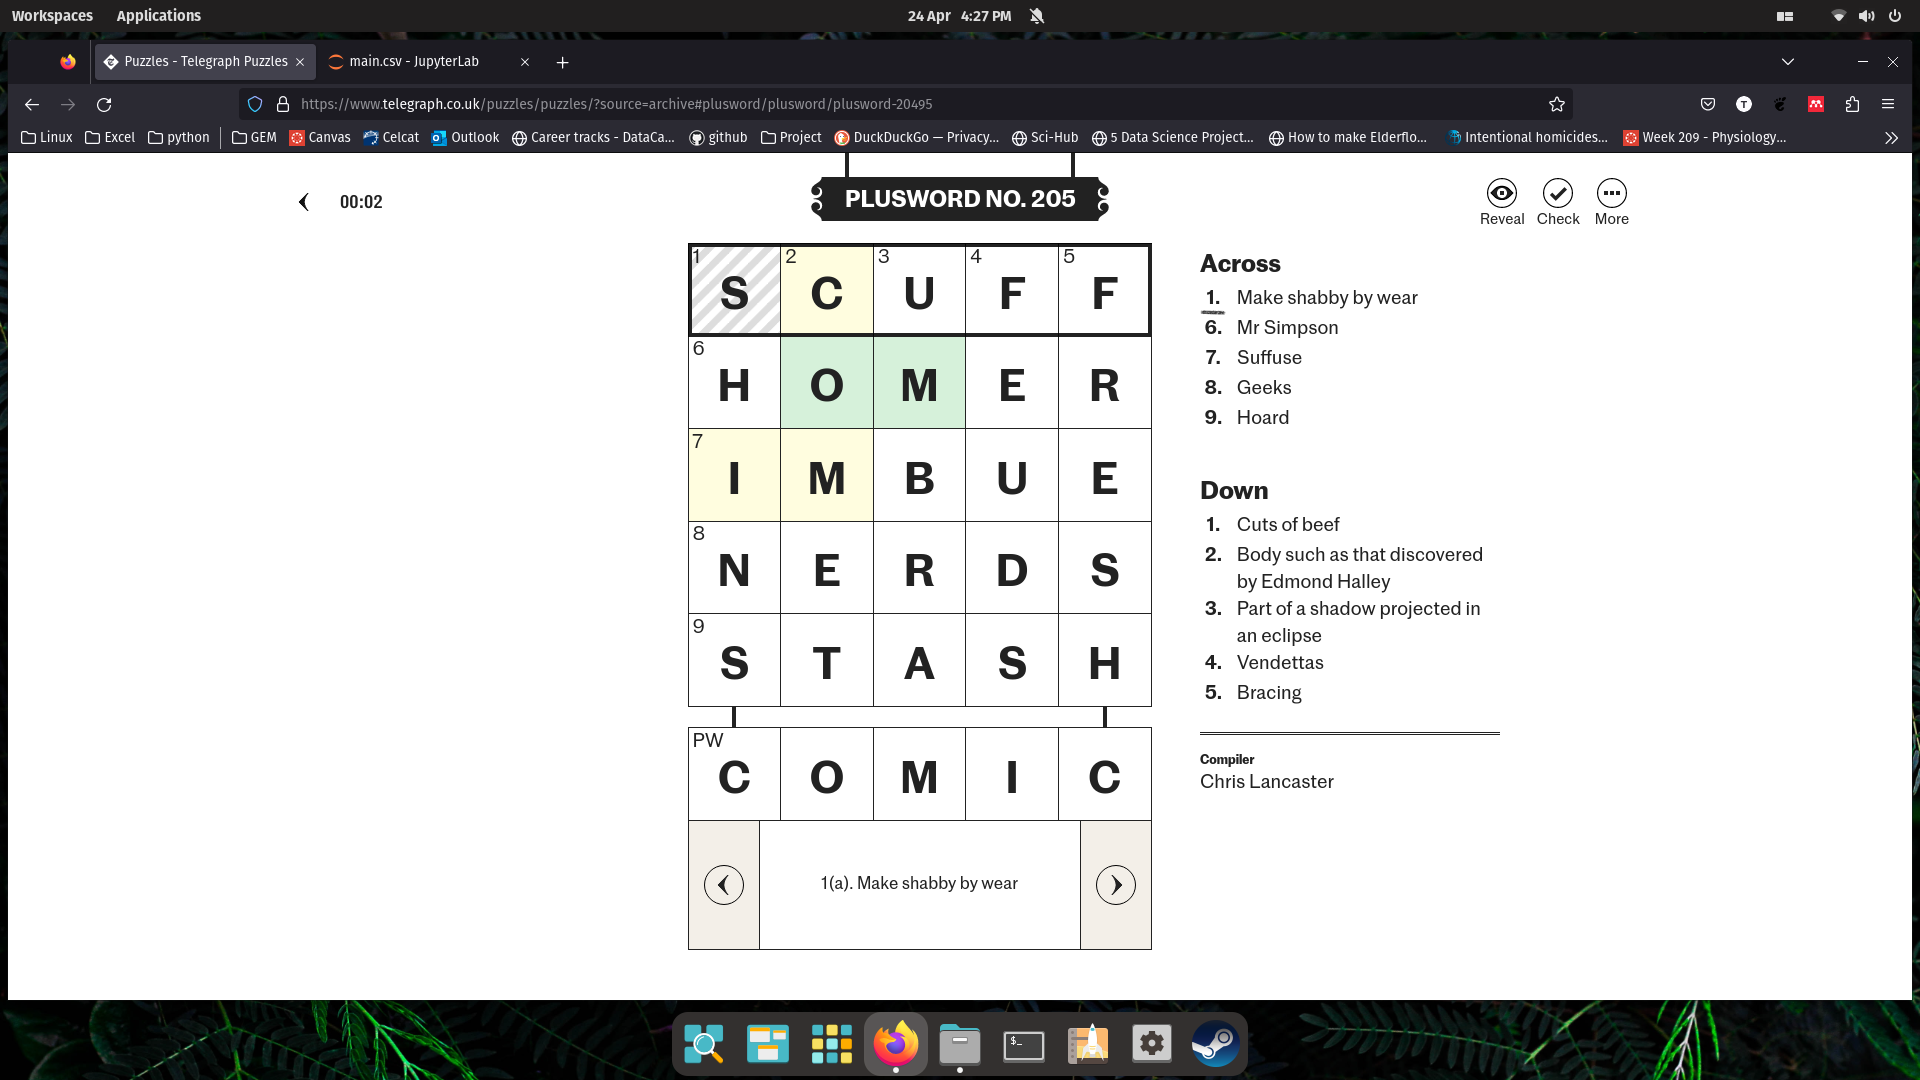 Workspaces Applications 24 Apr 4:27 PM
Puzzles - Telegraph Puzzles main.csv - JupyterLab
https://www.telegraph.co.uk/puzzles/puzzles/?source=archive#plusword/plusword/plusword-20495
Linux Excel python GEM Canvas Celcat Outlook Career tracks - DataCa... github Project DuckDuckGo — Privacy... Sci-Hub 5 Data Science Project... How to make Elderflo... Intentional homicides... Week 209 - Physiology...
00:02
PLUSWORD NO. 205
Reveal Check More
1 S 2 C 3 U 4 F 5 F
6 H O M E R
7 I M B U E
8 N E R D S
9 S T A S H
PW C O M I C
1(a). Make shabby by wear
Across
1. Make shabby by wear
6. Mr Simpson
7. Suffuse
8. Geeks
9. Hoard
Down
1. Cuts of beef
2. Body such as that discovered
by Edmond Halley
3. Part of a shadow projected in
an eclipse
4. Vendettas
5. Bracing
Compiler
Chris Lancaster
$_